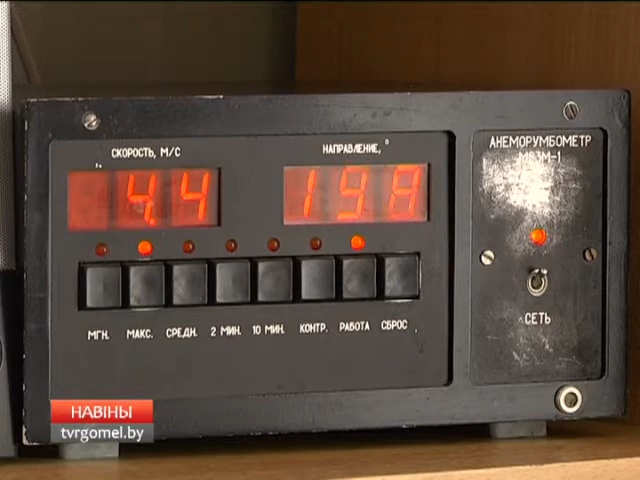 СКОРОСТЬ, М/С
НАПРАВЛЕНИЕ, °
4.4
198
МГН. МАКС. СРЕДН. 2 МИН. 10 МИН. КОНТР. РАБОТА СБРОС
АНЕМОРУМБОМЕТР
М63М-1
СЕТЬ
НАВІНЫ
tvrgomel.by